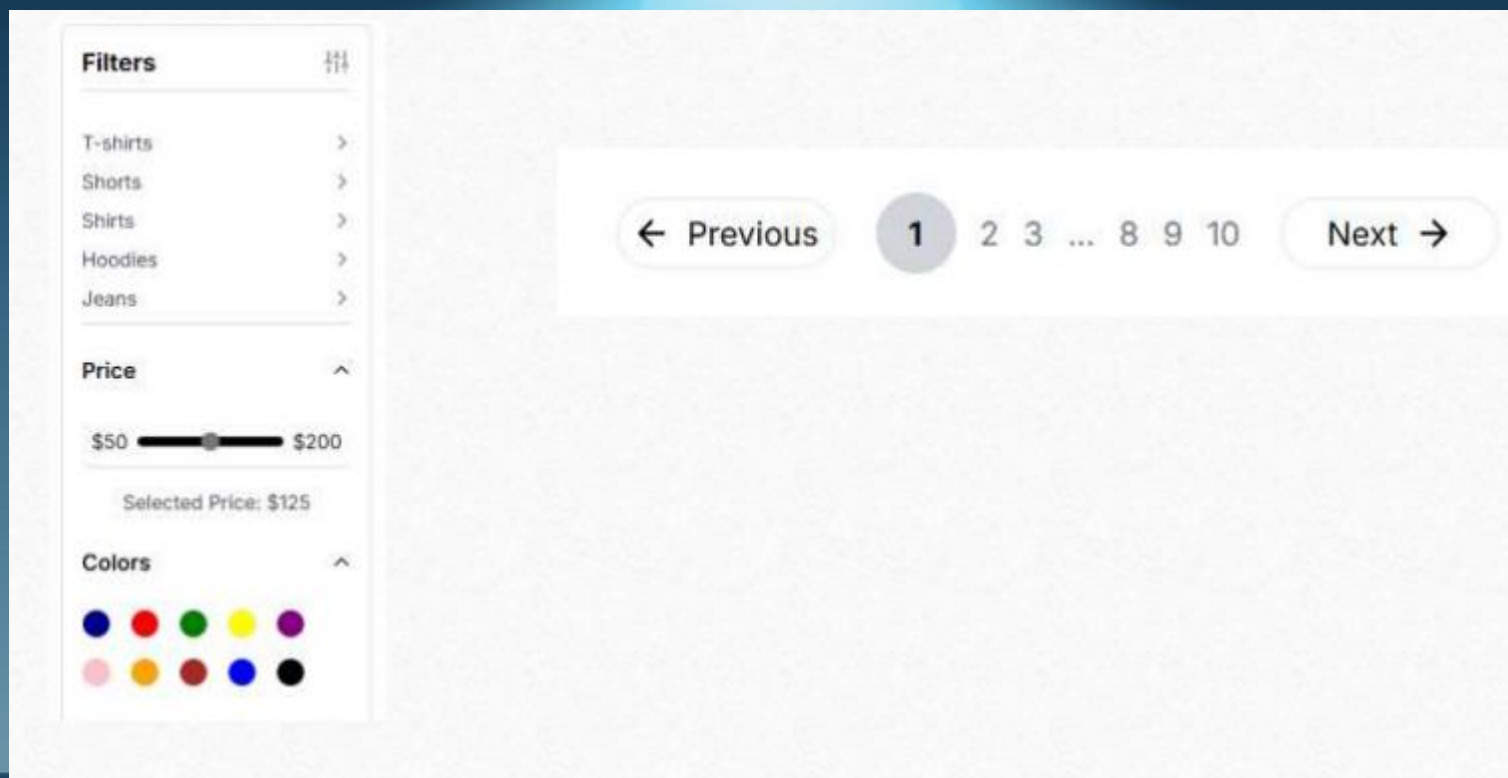 Filters
T-shirts
Shorts
Shirts
Hoodies
Jeans
Price
$50 $200
Selected Price: $125
Colors
← Previous 1 2 3 ... 8 9 10 Next →